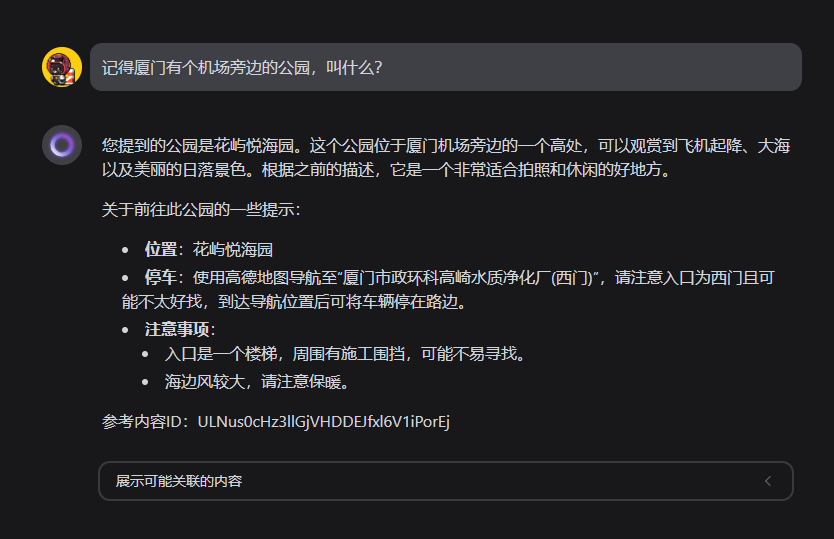 记得厦门有个机场旁边的公园，叫什么？
您提到的公园是花屿悦海园。这个公园位于厦门机场旁边的一个高处，可以观赏到飞机起降、大海
以及美丽的日落景色。根据之前的描述，它是一个非常适合拍照和休闲的好地方。
关于前往此公园的一些提示：
• 位置：花屿悦海园
• 停车：使用高德地图导航至“厦门市政环科高崎水质净化厂(西门)”，请注意入口为西门且可
能不太好找，到达导航位置后可将车辆停在路边。
• 注意事项：
• 入口是一个楼梯，周围有施工围挡，可能不易寻找。
• 海边风较大，请注意保暖。
参考内容ID：ULNus0cHz3llGjVHDDEJfxl6V1iPorEj
展示可能关联的内容